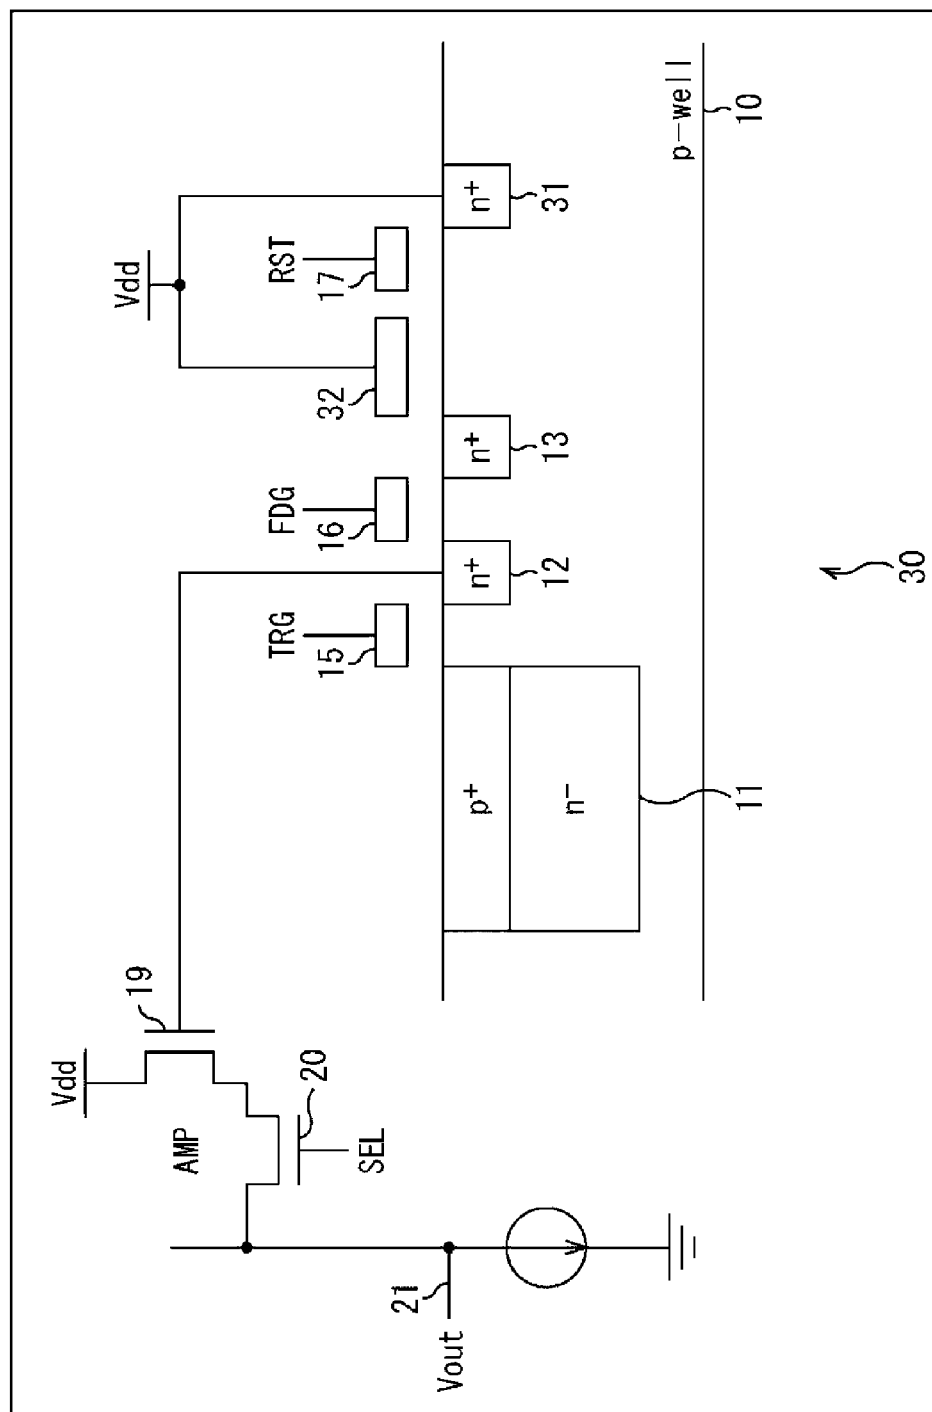 Vdd
19
AMP
20
SEL
21
Vout
Vdd
TRG
15
FDG
16
32
RST
17
p+
n-
11
n+
12
n+
13
n+
31
p-well
10
30